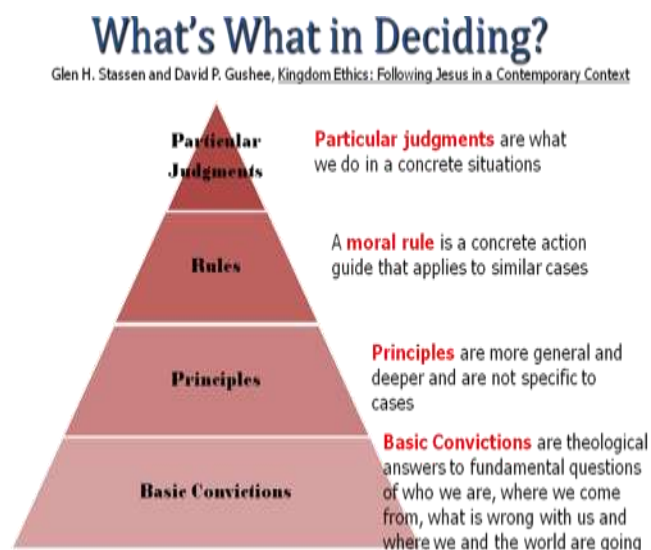 What's What in Deciding?
Glen H. Stassen and David P. Gushee, Kingdom Ethics: Following Jesus in a Contemporary Context
Particular
Judgments
Particular judgments are what
we do in a concrete situations
Rules
A moral rule is a concrete action
guide that applies to similar cases
Principles
Principles are more general and
deeper and are not specific to
cases
Basic Convictions
Basic Convictions are theological
answers to fundamental questions
of who we are, where we come
from, what is wrong with us and
where we and the world are going